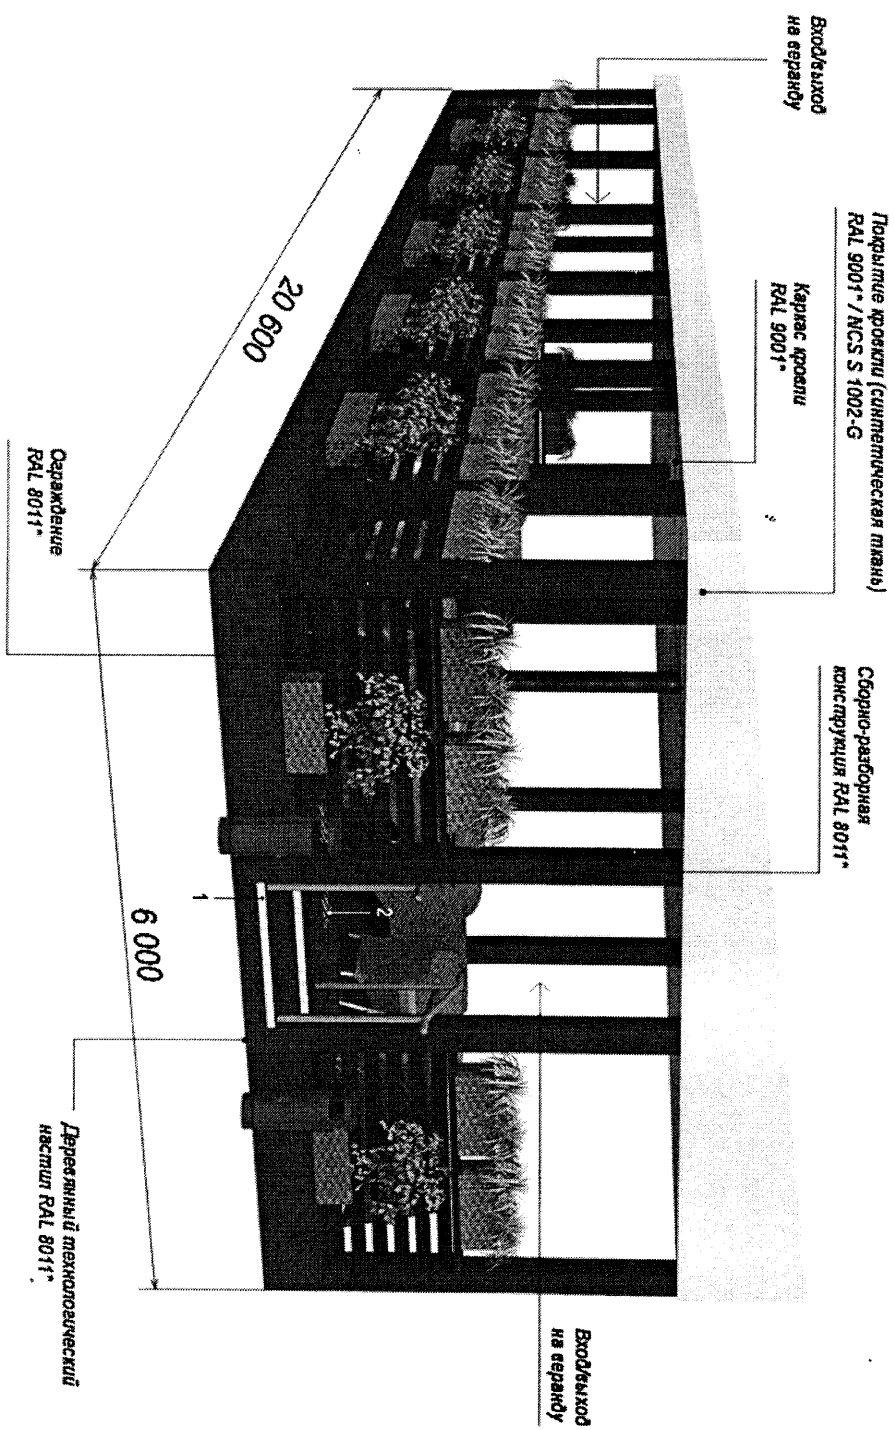 Вход/выход
на веранду
Покрытие кровли (синтетическая ткань)
RAL 9001* / NCS S 1002-G
Каркас кровли
RAL 9001*
Сборно-разборная
конструкция RAL 8011*
Вход/выход
на веранду
20 600
6 000
1
2
Ограждение
RAL 8011*
Деревянный технологический
настил RAL 8011*